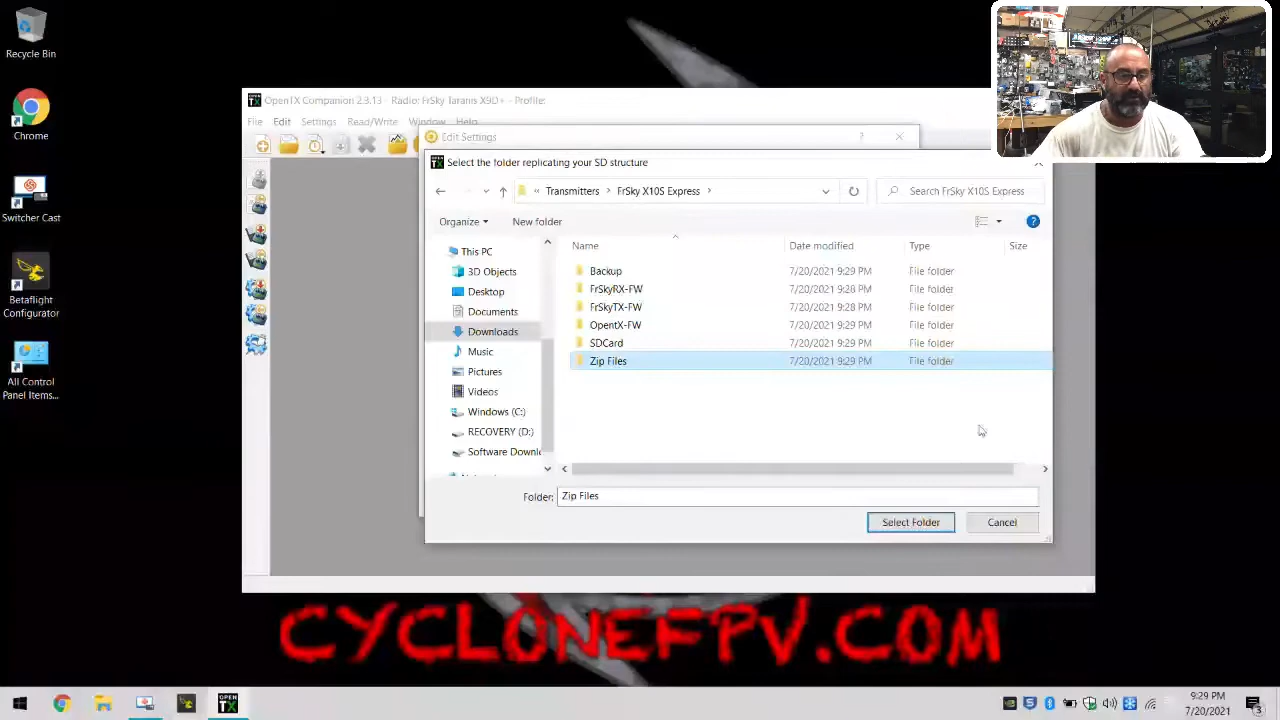 Recycle Bin
Chrome
Switcher Cast
Betaflight
Configurator
All Control
Panel Items...
OpenTX Companion 2.3.13 - Radio: FrSky Taranis X9D+ - Profile:
File Edit Settings Read/Write Window Help
Edit Settings
?
Select the folder replicating your SD structure
« Transmitters > FrSky X10S Express >
Search FrSky X10S Express
Organize
New folder
Name Date modified Type Size
This PC
3D Objects
Desktop
Documents
Downloads
Music
Pictures
Videos
Windows (C:)
RECOVERY (D:)
Software Downlo
Backup 7/20/2021 9:29 PM File folder
FrSkyRX-FW 7/20/2021 9:28 PM File folder
FrSkyTX-FW 7/20/2021 9:28 PM File folder
OpentX-FW 7/20/2021 9:29 PM File folder
SDCard 7/20/2021 9:29 PM File folder
Zip Files 7/20/2021 9:29 PM File folder
Folder: Zip Files
Select Folder
Cancel
CYCLONEFPV.COM
OPEN
TX
9:29 PM
7/20/2021
3